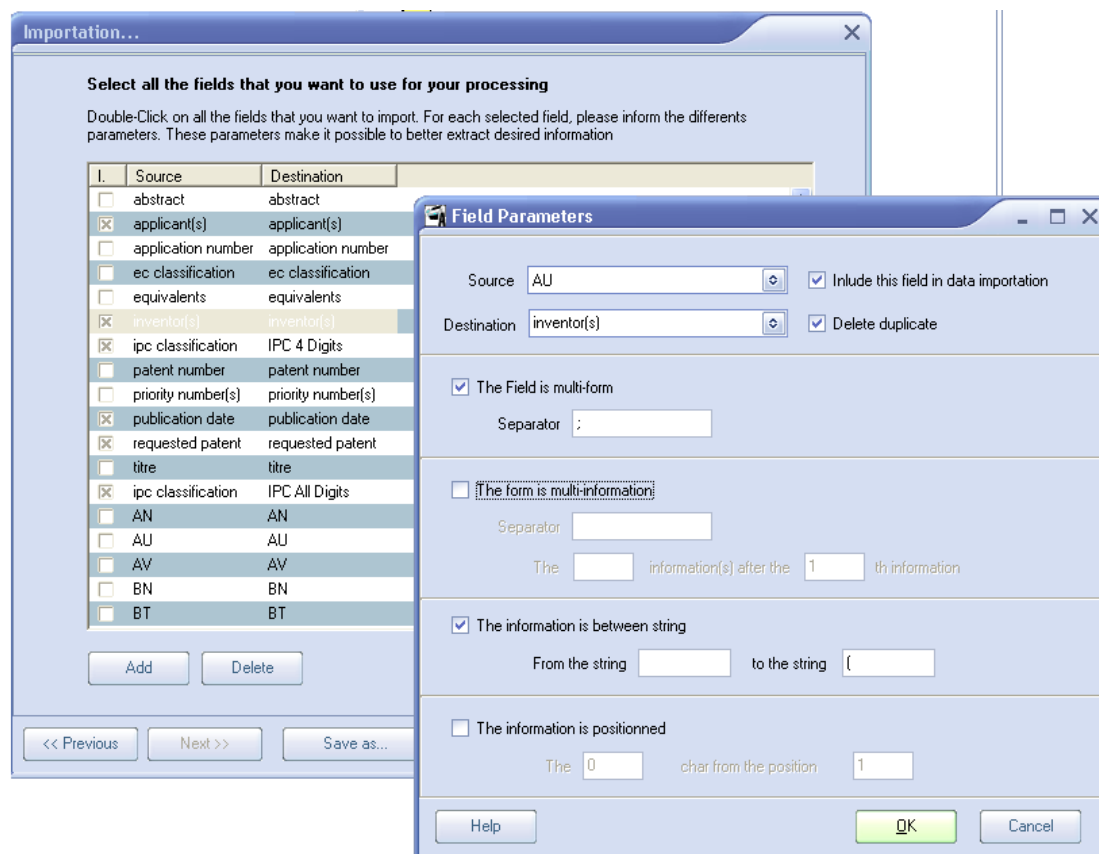 Importation...
Select all the fields that you want to use for your processing
Double-Click on all the fields that you want to import. For each selected field, please inform the differents
parameters. These parameters make it possible to better extract desired information
I. Source Destination
abstract abstract
applicant(s) applicant(s)
application number application number
ec classification ec classification
equivalents equivalents
inventor(s) inventor(s)
ipc classification IPC 4 Digits
patent number patent number
priority number(s) priority number(s)
publication date publication date
requested patent requested patent
titre titre
ipc classification IPC All Digits
AN AN
AU AU
AV AV
BN BN
BT BT
Add Delete
<< Previous Next >> Save as...
Field Parameters
Source AU Inlude this field in data importation
Destination inventor(s) Delete duplicate
The Field is multi-form
Separator ;
The form is multi-information
Separator
The information(s) after the 1 th information
The information is between string
From the string to the string (
The information is positionned
The 0 char from the position 1
Help OK Cancel